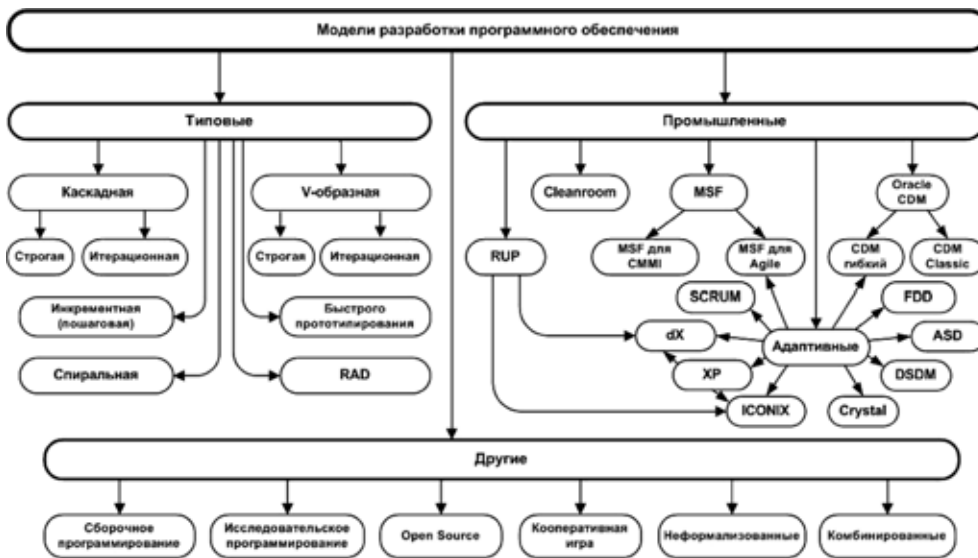 Модели разработки программного обеспечения
Типовые
Промышленные
Каскадная
V-образная
Cleanroom
MSF
Oracle
CDM
Строгая
Итерационная
Строгая
Итерационная
RUP
MSF для
CMMI
MSF для
Agile
CDM
гибкий
CDM
Classic
Инкрементная
(пошаговая)
Быстрого
прототипирования
SCRUM
FDD
dX
Адаптивные
ASD
Спиральная
RAD
XP
DSDM
ICONIX
Crystal
Другие
Сборочное
программирование
Исследовательское
программирование
Open Source
Кооперативная
игра
Неформализованные
Комбинированные